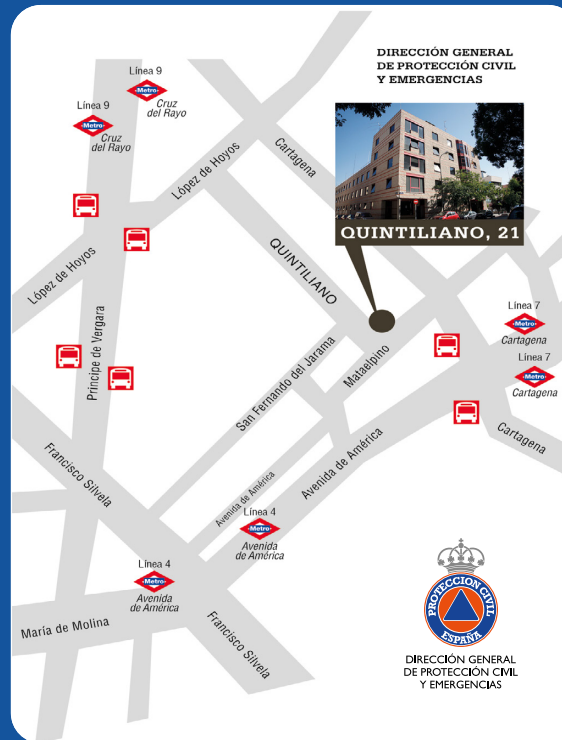 DIRECCIÓN GENERAL
DE PROTECCIÓN CIVIL
Y EMERGENCIAS
Línea 9
Metro
Cruz
del Rayo
Línea 9
Metro
Cruz
del Rayo
Cartagena
López de Hoyos
QUINTILIANO, 21
López de Hoyos
QUINTILIANO
Príncipe de Vergara
Línea 7
Metro
Cartagena
Línea 7
Metro
Cartagena
San Fernando del Jarama
Mataelpino
Cartagena
Francisco Silvela
Avenida de América
Avenida de América
Línea 4
Metro
Avenida
de América
Línea 4
Metro
Avenida
de América
María de Molina
Francisco Silvela
PROTECCION CIVIL
ESPAÑA
DIRECCIÓN GENERAL
DE PROTECCIÓN CIVIL
Y EMERGENCIAS